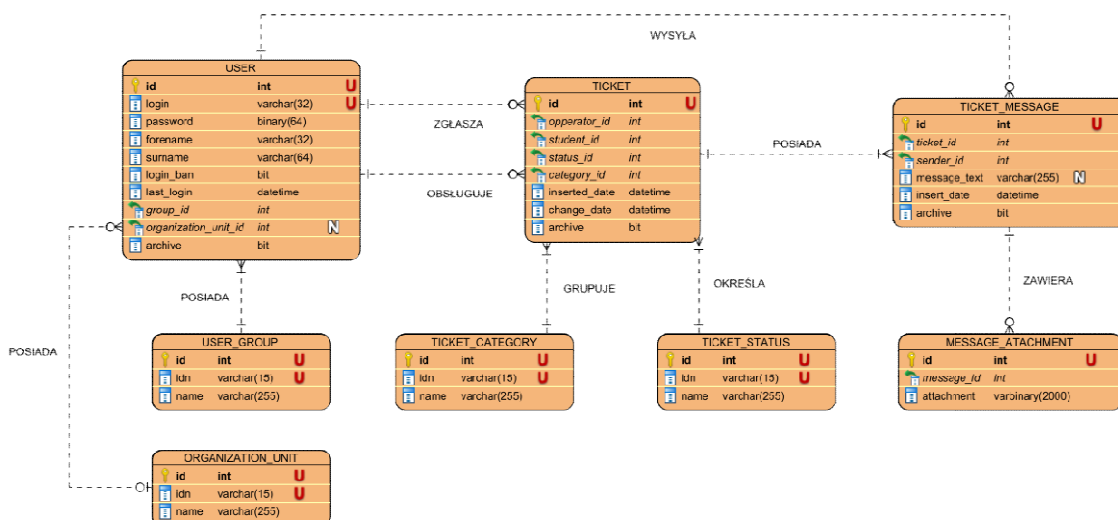 WYSYŁA
USER
id int U
login varchar(32) U
password binary(64)
forename varchar(32)
surname varchar(64)
login_ban bit
last_login datetime
group_id int
organization_unit_id int N
archive bit
ZGŁASZA
OBSŁUGUJE
TICKET
id int U
opperator_id int
student_id int
status_id int
category_id int
inserted_date datetime
change_date datetime
archive bit
POSIADA
TICKET_MESSAGE
id int U
ticket_id int
sender_id int
message_text varchar(255) N
insert_date datetime
archive bit
POSIADA
GRUPUJE
OKREŚLA
ZAWIERA
POSIADA
USER_GROUP
id int U
idn varchar(15) U
name varchar(255)
TICKET_CATEGORY
id int U
idn varchar(15) U
name varchar(255)
TICKET_STATUS
id int U
idn varchar(15) U
name varchar(255)
MESSAGE_ATACHMENT
id int U
message_id int
attachment varbinary(2000)
ORGANIZATION_UNIT
id int U
idn varchar(15) U
name varchar(255)